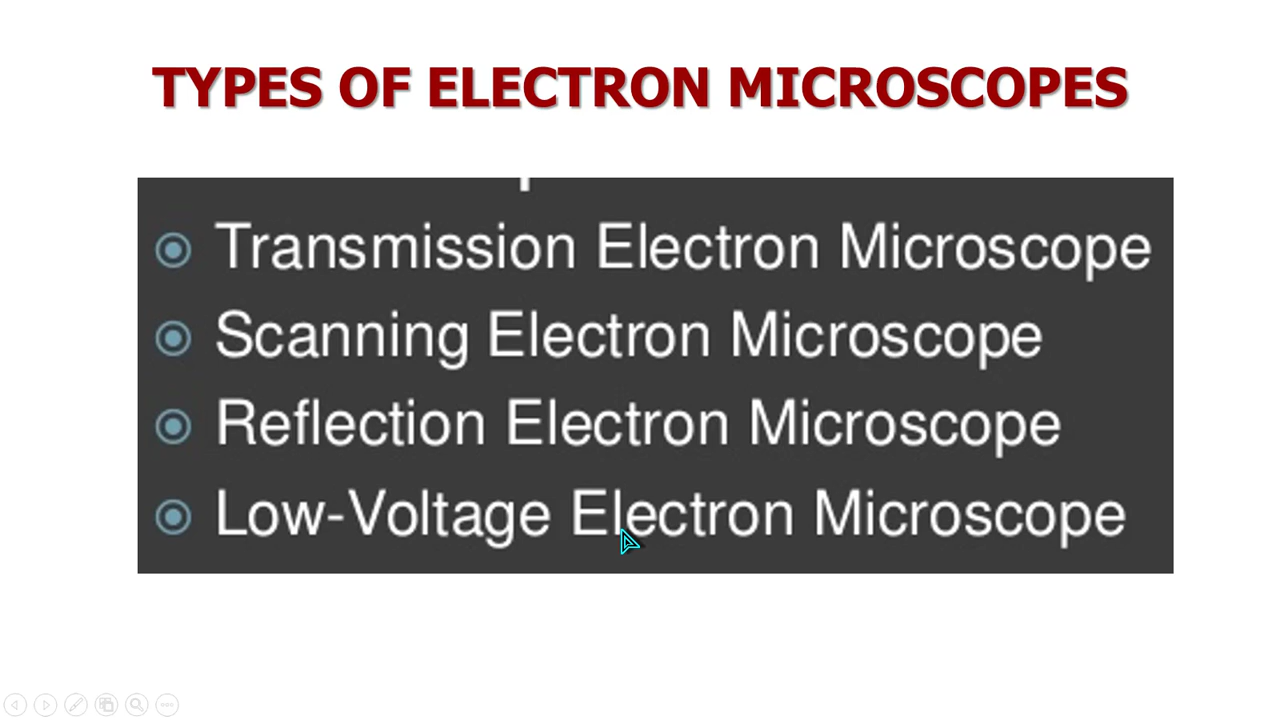 TYPES OF ELECTRON MICROSCOPES
Transmission Electron Microscope
Scanning Electron Microscope
Reflection Electron Microscope
Low-Voltage Electron Microscope